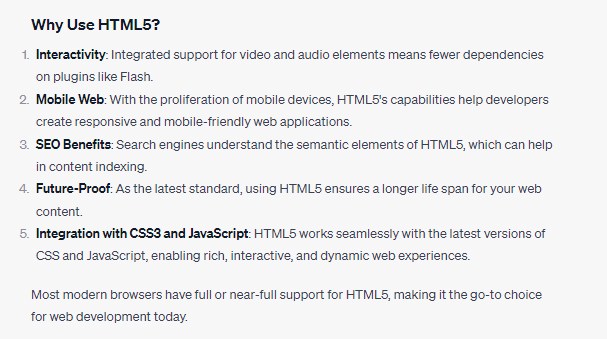 Why Use HTML5?
1. Interactivity: Integrated support for video and audio elements means fewer dependencies
on plugins like Flash.
2. Mobile Web: With the proliferation of mobile devices, HTML5's capabilities help developers
create responsive and mobile-friendly web applications.
3. SEO Benefits: Search engines understand the semantic elements of HTML5, which can help
in content indexing.
4. Future-Proof: As the latest standard, using HTML5 ensures a longer life span for your web
content.
5. Integration with CSS3 and JavaScript: HTML5 works seamlessly with the latest versions of
CSS and JavaScript, enabling rich, interactive, and dynamic web experiences.
Most modern browsers have full or near-full support for HTML5, making it the go-to choice
for web development today.